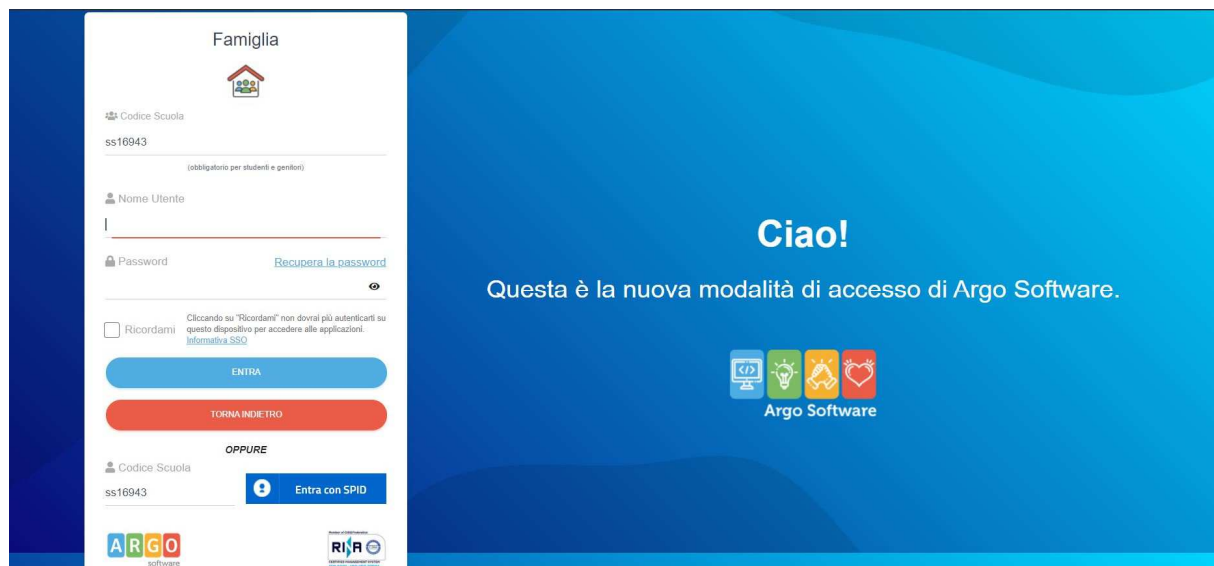 Famiglia
Codice Scuola
ss16943
(obbligatorio per studenti e genitori)
Nome Utente
Password
Recupera la password
Ricordami
Cliccando su "Ricordami" non dovrai più autenticarti su
questo dispositivo per accedere alle applicazioni.
Informativa SSO
ENTRA
TORNA INDIETRO
OPPURE
Codice Scuola
ss16943
Entra con SPID
ARGO
software
RINA
Ciao!
Questa è la nuova modalità di accesso di Argo Software.
Argo Software